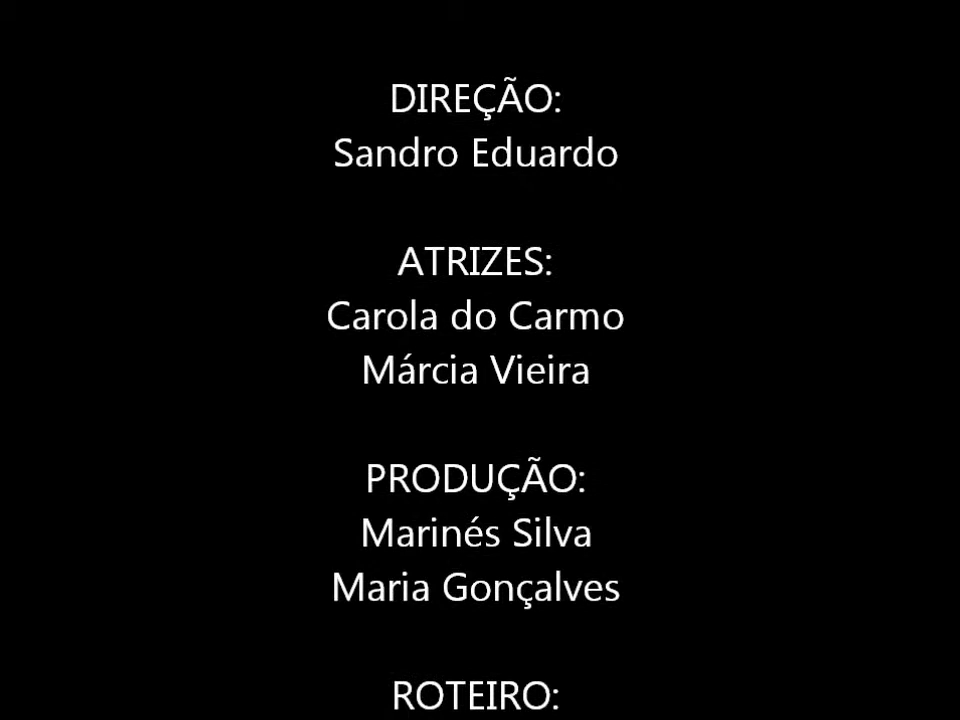 DIREÇÃO:
Sandro Eduardo
ATRIZES:
Carola do Carmo
Márcia Vieira
PRODUÇÃO:
Marinés Silva
Maria Gonçalves
ROTEIRO: